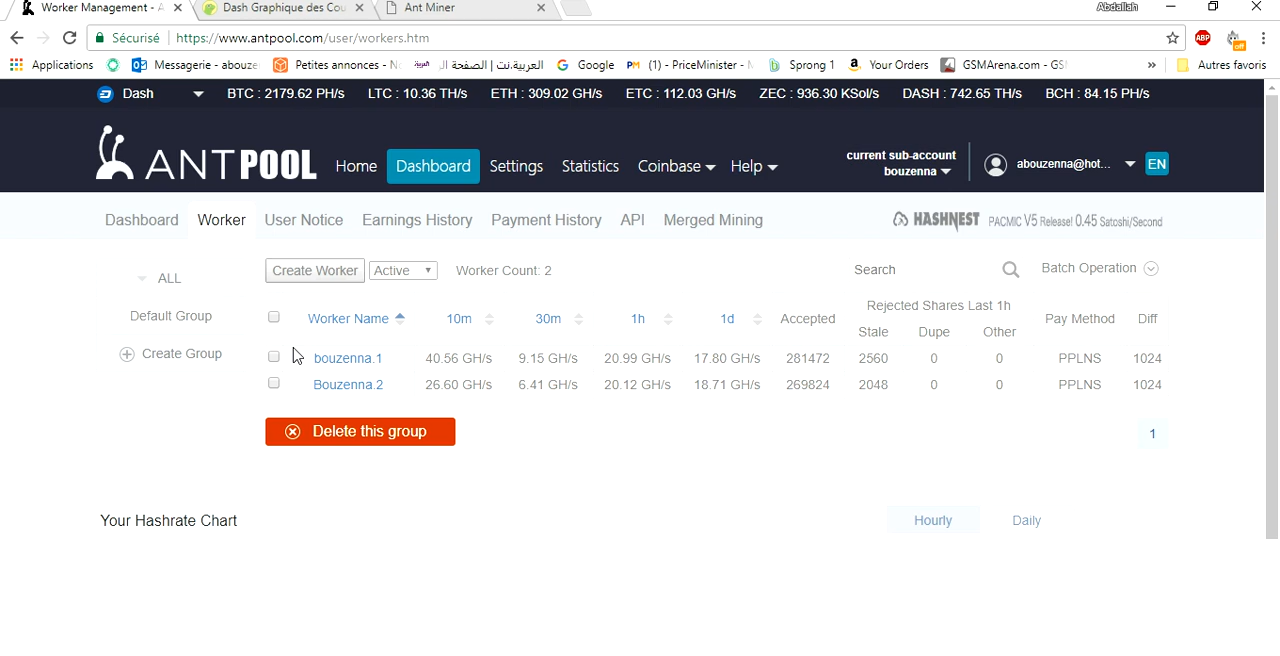 Worker Management - A
Dash Graphique des Cou
Ant Miner
Abdallah
Sécurisé
https://www.antpool.com/user/workers.htm
ABP
off
Applications
Messagerie - abouze
Petites annonces - N
العربية
العربية.نت | الصفحة ال
Google
PM (1) - PriceMinister - N
Sprong 1
Your Orders
GSMArena.com - GS
»
Autres favoris
Dash
BTC : 2179.62 PH/s
LTC : 10.36 TH/s
ETH : 309.02 GH/s
ETC : 112.03 GH/s
ZEC : 936.30 KSol/s
DASH : 742.65 TH/s
BCH : 84.15 PH/s
ANTPOOL
Home
Dashboard
Settings
Statistics
Coinbase
Help
current sub-account
bouzenna
abouzenna@hot...
EN
Dashboard
Worker
User Notice
Earnings History
Payment History
API
Merged Mining
HASHNEST
PACMIC V5 Release! 0.45 Satoshi/Second
ALL
Default Group
Create Group
Create Worker
Active
Worker Count: 2
Search
Batch Operation
Rejected Shares Last 1h
Worker Name 10m 30m 1h 1d Accepted Stale Dupe Other Pay Method Diff
bouzenna.1 40.56 GH/s 9.15 GH/s 20.99 GH/s 17.80 GH/s 281472 2560 0 0 PPLNS 1024
Bouzenna.2 26.60 GH/s 6.41 GH/s 20.12 GH/s 18.71 GH/s 269824 2048 0 0 PPLNS 1024
Delete this group
1
Your Hashrate Chart
Hourly
Daily